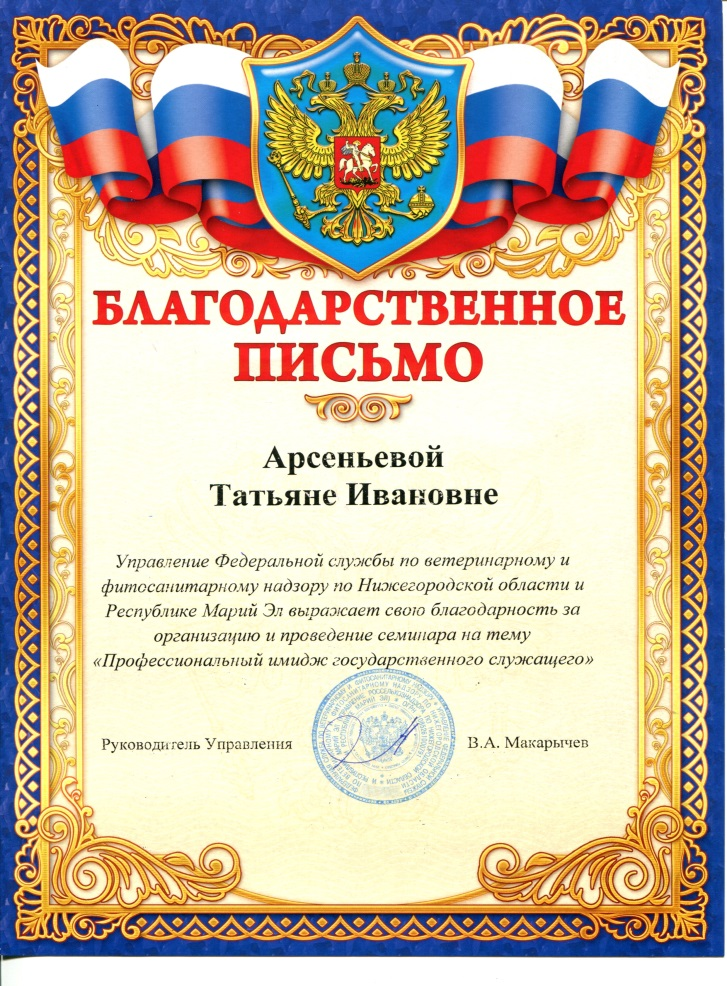 БЛАГОДАРСТВЕННОЕ
ПИСЬМО
Арсеньевой
Татьяне Ивановне
Управление Федеральной службы по ветеринарному и
фитосанитарному надзору по Нижегородской области и
Республике Марий Эл выражает свою благодарность за
организацию и проведение семинара на тему
«Профессиональный имидж государственного служащего»
Руководитель Управления
В.А. Макарычев